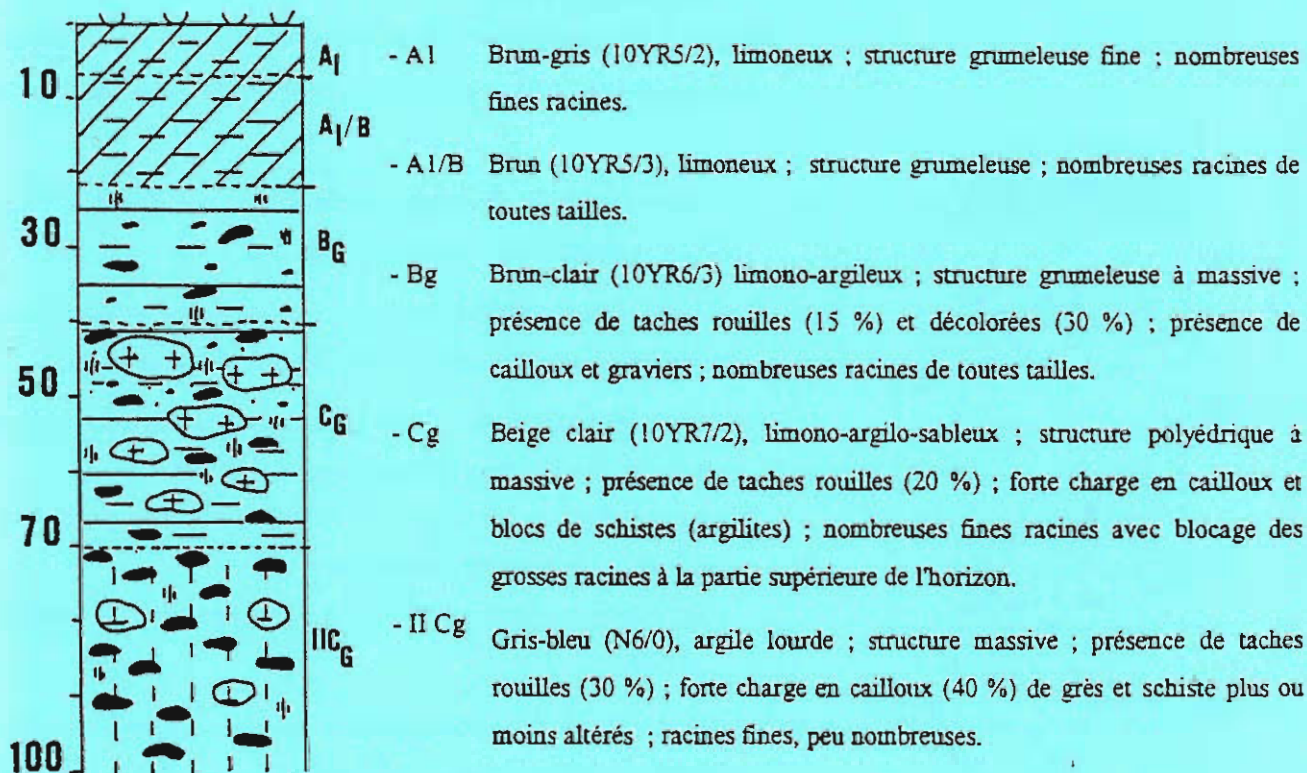 10
30
50
70
100
A1
A1/B
BG
CG
IICG
- A1 Brun-gris (10YR5/2), limoneux ; structure grumeleuse fine ; nombreuses
fines racines.
- A1/B Brun (10YR5/3), limoneux ; structure grumeleuse ; nombreuses racines de
toutes tailles.
- Bg Brun-clair (10YR6/3) limono-argileux ; structure grumeleuse à massive ;
présence de taches rouilles (15 %) et décolorées (30 %) ; présence de
cailloux et graviers ; nombreuses racines de toutes tailles.
- Cg Beige clair (10YR7/2), limono-argilo-sableux ; structure polyédrique à
massive ; présence de taches rouilles (20 %) ; forte charge en cailloux et
blocs de schistes (argilites) ; nombreuses fines racines avec blocage des
grosses racines à la partie supérieure de l'horizon.
- II Cg Gris-bleu (N6/0), argile lourde ; structure massive ; présence de taches
rouilles (30 %) ; forte charge en cailloux (40 %) de grès et schiste plus ou
moins altérés ; racines fines, peu nombreuses.